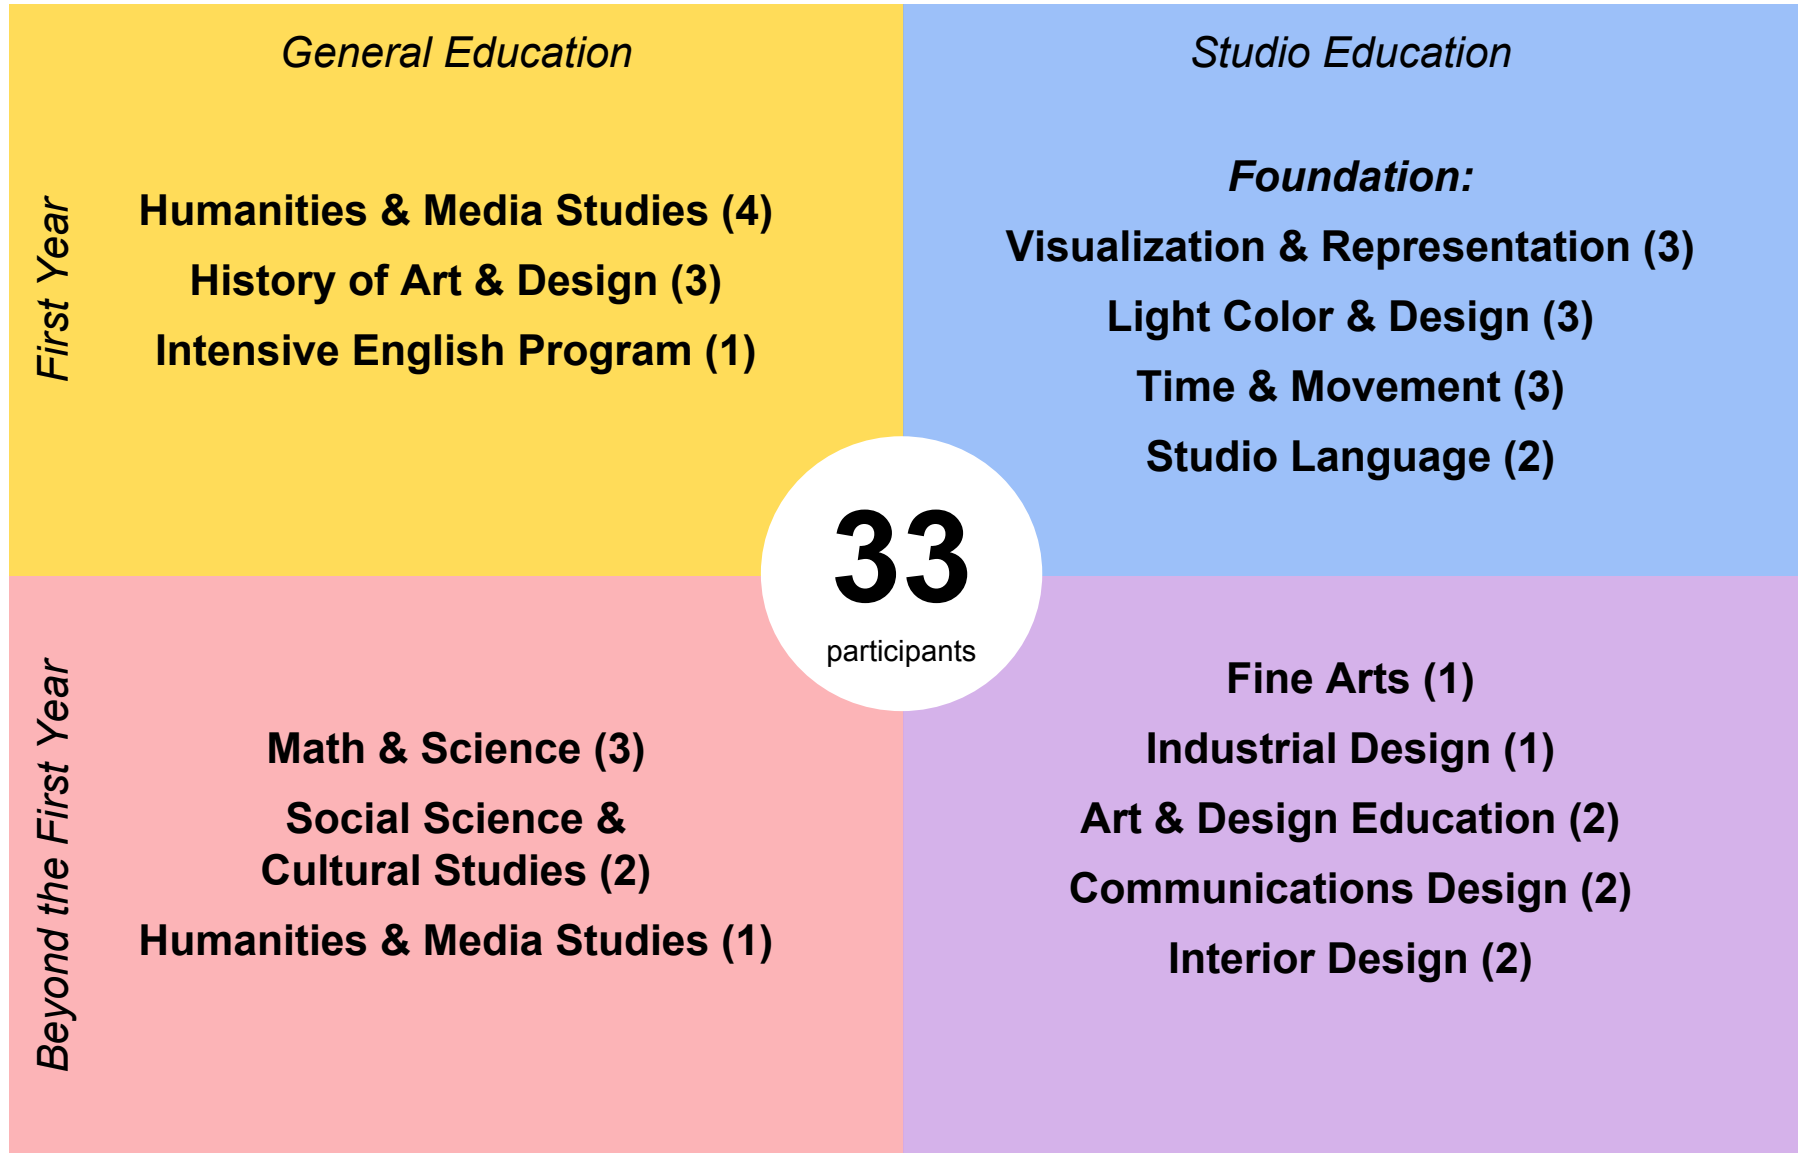 General Education
Studio Education
First Year
Humanities & Media Studies (4)
History of Art & Design (3)
Intensive English Program (1)
Foundation:
Visualization & Representation (3)
Light Color & Design (3)
Time & Movement (3)
Studio Language (2)
33
participants
Beyond the First Year
Math & Science (3)
Social Science &
Cultural Studies (2)
Humanities & Media Studies (1)
Fine Arts (1)
Industrial Design (1)
Art & Design Education (2)
Communications Design (2)
Interior Design (2)